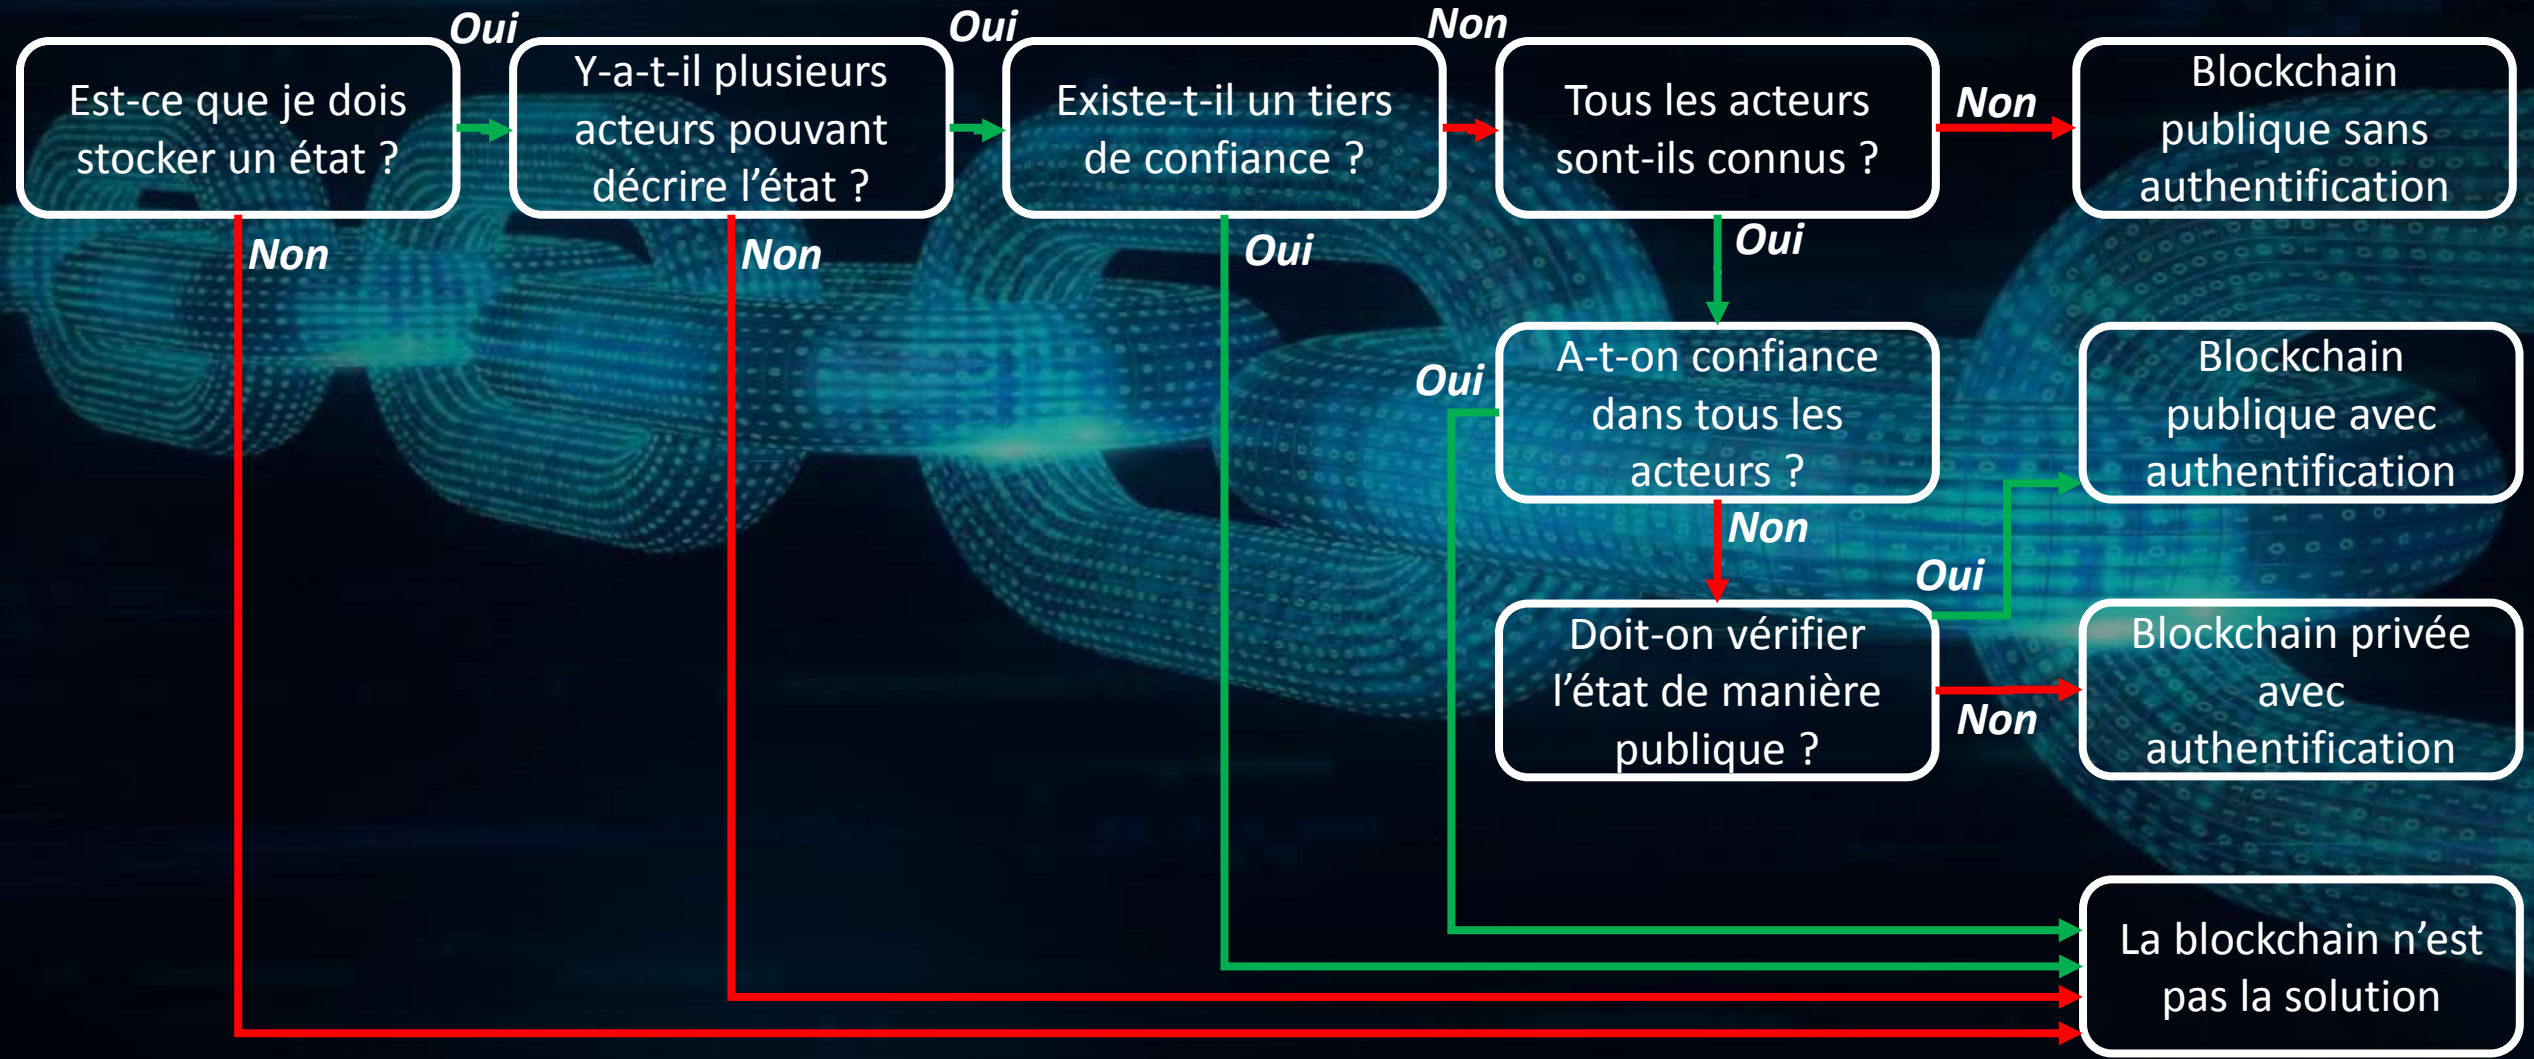 Oui
Oui
Non
Est-ce que je dois
stocker un état ?
Y-a-t-il plusieurs
acteurs pouvant
décrire l’état ?
Existe-t-il un tiers
de confiance ?
Tous les acteurs
sont-ils connus ?
Non
Blockchain
publique sans
authentification
Non
Non
Oui
Oui
Oui
A-t-on confiance
dans tous les
acteurs ?
Blockchain
publique avec
authentification
Non
Oui
Doit-on vérifier
l’état de manière
publique ?
Non
Blockchain privée
avec
authentification
La blockchain n’est
pas la solution